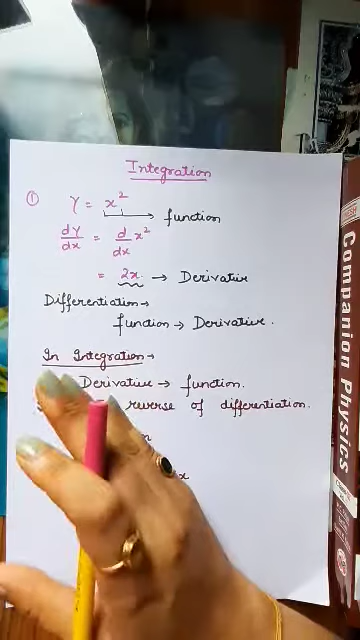 Integration
① Y = x² → function
dy/dx = d/dx x²
= 2x → Derivative
Differentiation →
function → Derivative.
In Integration →
Derivative → function.
reverse of differentiation.
n
x
Companion Physics